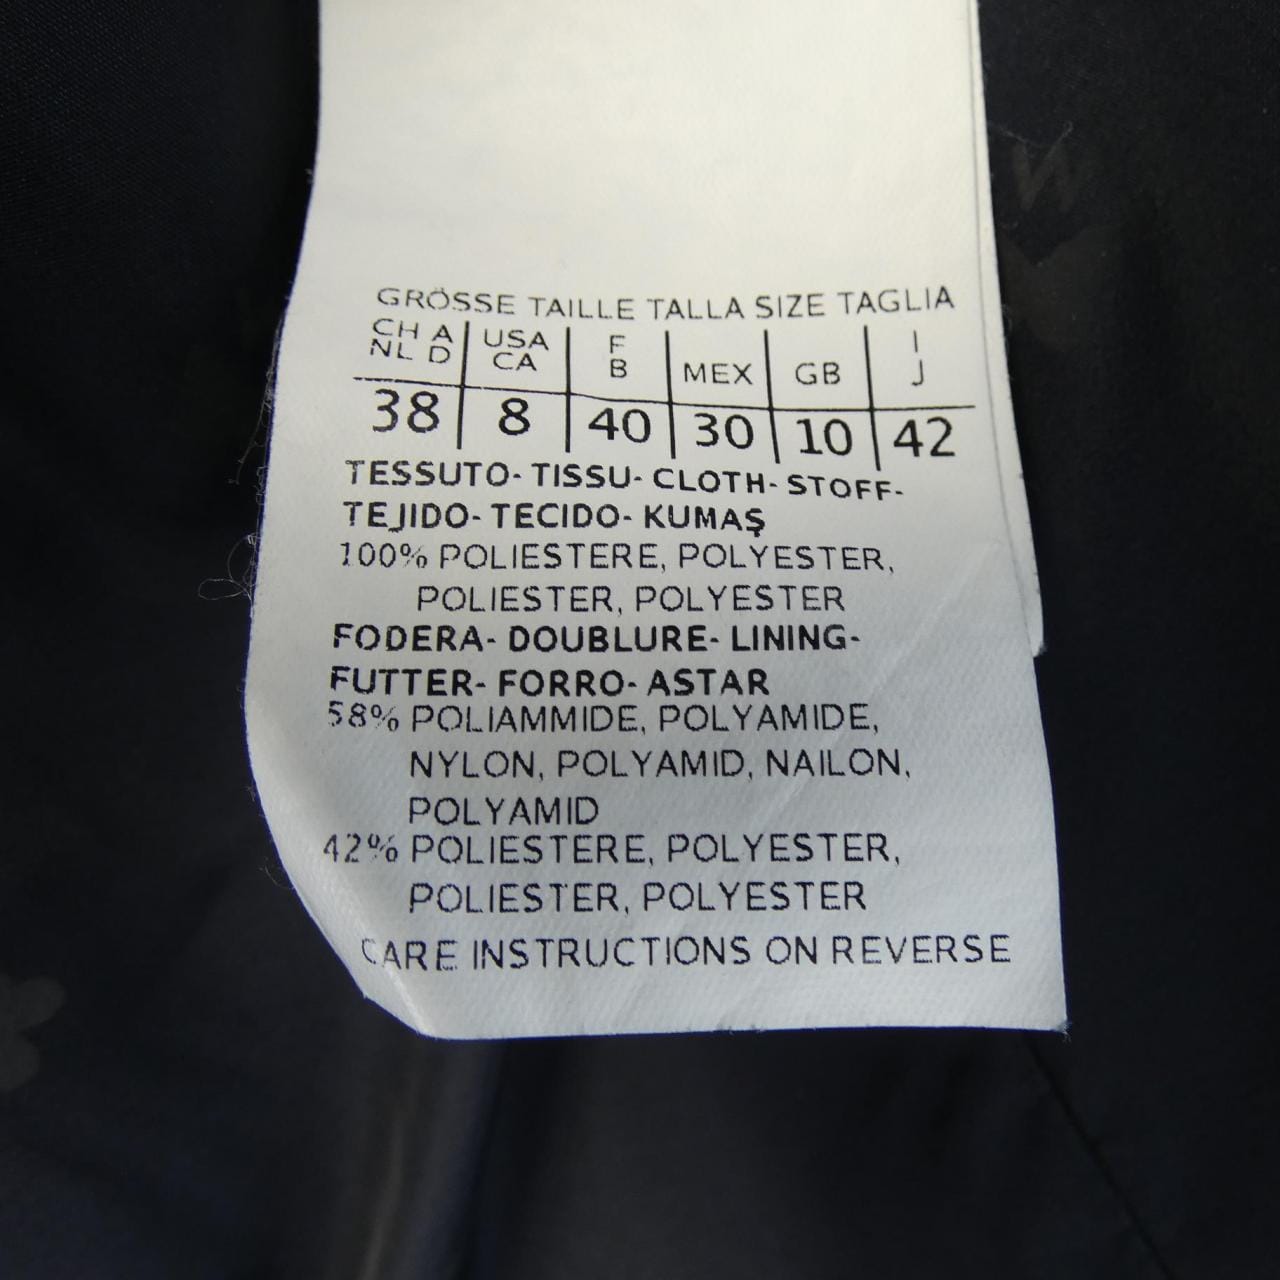 GRÖSSE TAILLE TALLA SIZE TAGLIA
CH A USA F MEX GB I
NL D CA B J
38 8 40 30 10 42
TESSUTO- TISSU- CLOTH- STOFF-
TEJIDO- TECIDO- KUMAŞ
100% POLIESTERE, POLYESTER,
POLIESTER, POLYESTER
FODERA- DOUBLURE- LINING-
FUTTER- FORRO- ASTAR
58% POLIAMMIDE, POLYAMIDE,
NYLON, POLYAMID, NAILON,
POLYAMID
42% POLIESTERE, POLYESTER,
POLIESTER, POLYESTER
CARE INSTRUCTIONS ON REVERSE